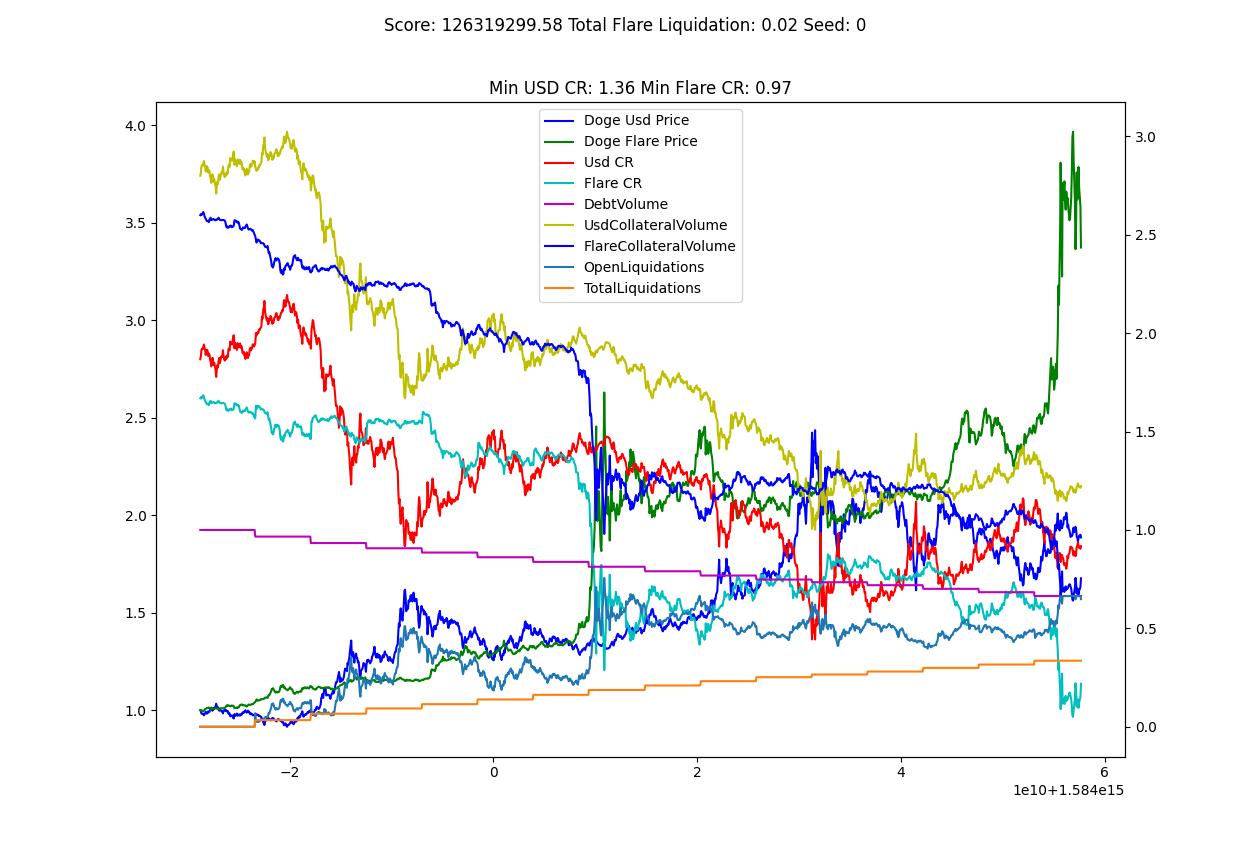 Score: 126319299.58 Total Flare Liquidation: 0.02 Seed: 0
Min USD CR: 1.36 Min Flare CR: 0.97
Doge Usd Price
Doge Flare Price
Usd CR
Flare CR
DebtVolume
UsdCollateralVolume
FlareCollateralVolume
OpenLiquidations
TotalLiquidations
4.0
3.5
3.0
2.5
2.0
1.5
1.0
3.0
2.5
2.0
1.5
1.0
0.5
0.0
−2
0
2
4
6
1e10+1.584e15